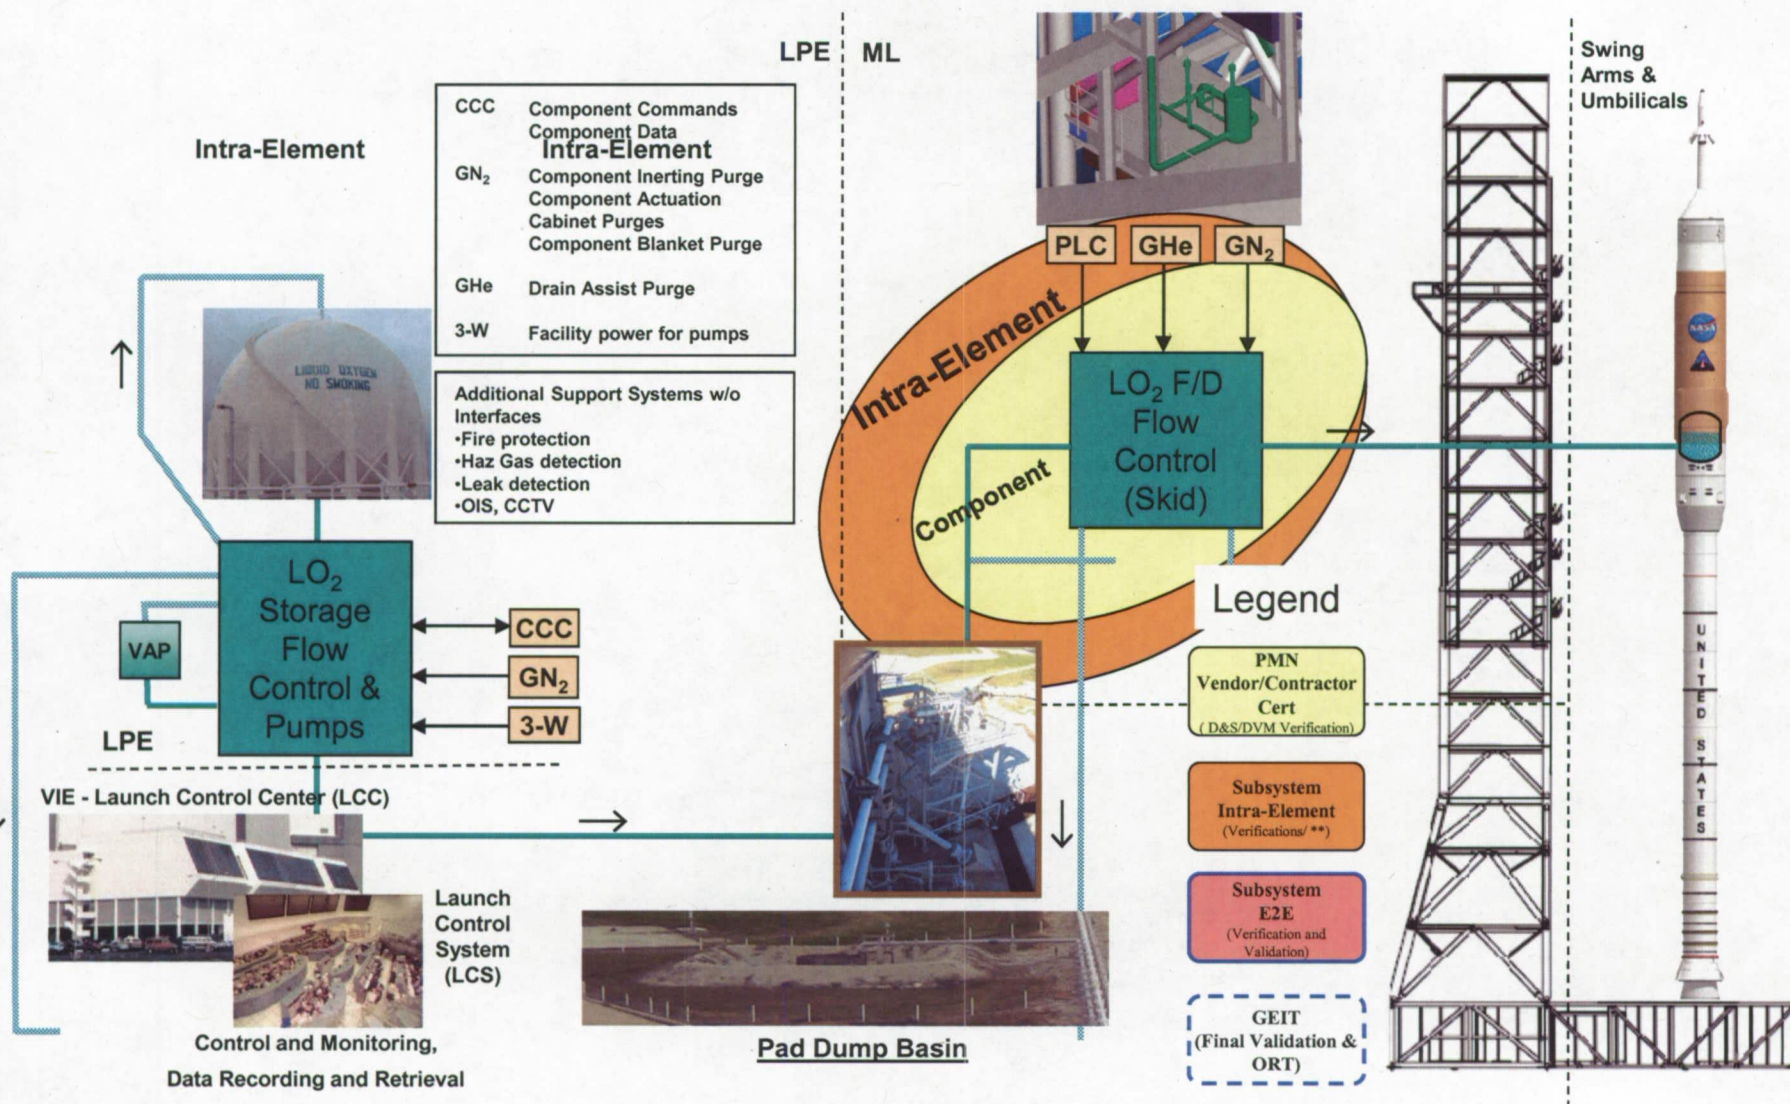 LPE
ML
Swing
Arms &
Umbilicals
Intra-Element
CCC Component Commands
Component Data
Intra-Element
GN₂ Component Inerting Purge
Component Actuation
Cabinet Purges
Component Blanket Purge
GHe Drain Assist Purge
3-W Facility power for pumps
Additional Support Systems w/o
Interfaces
•Fire protection
•Haz Gas detection
•Leak detection
•OIS, CCTV
LIQUID OXYGEN
NO SMOKING
PLC
GHe
GN₂
Intra-Element
Component
LO₂ F/D
Flow
Control
(Skid)
NASA
UNITED STATES
LO₂
Storage
Flow
Control &
Pumps
VAP
CCC
GN₂
3-W
LPE
VIE - Launch Control Center (LCC)
Launch
Control
System
(LCS)
Control and Monitoring,
Data Recording and Retrieval
Pad Dump Basin
Legend
PMN
Vendor/Contractor
Cert
( D&S/DVM Verification)
Subsystem
Intra-Element
(Verifications/ **)
Subsystem
E2E
(Verification and
Validation)
GEIT
(Final Validation &
ORT)